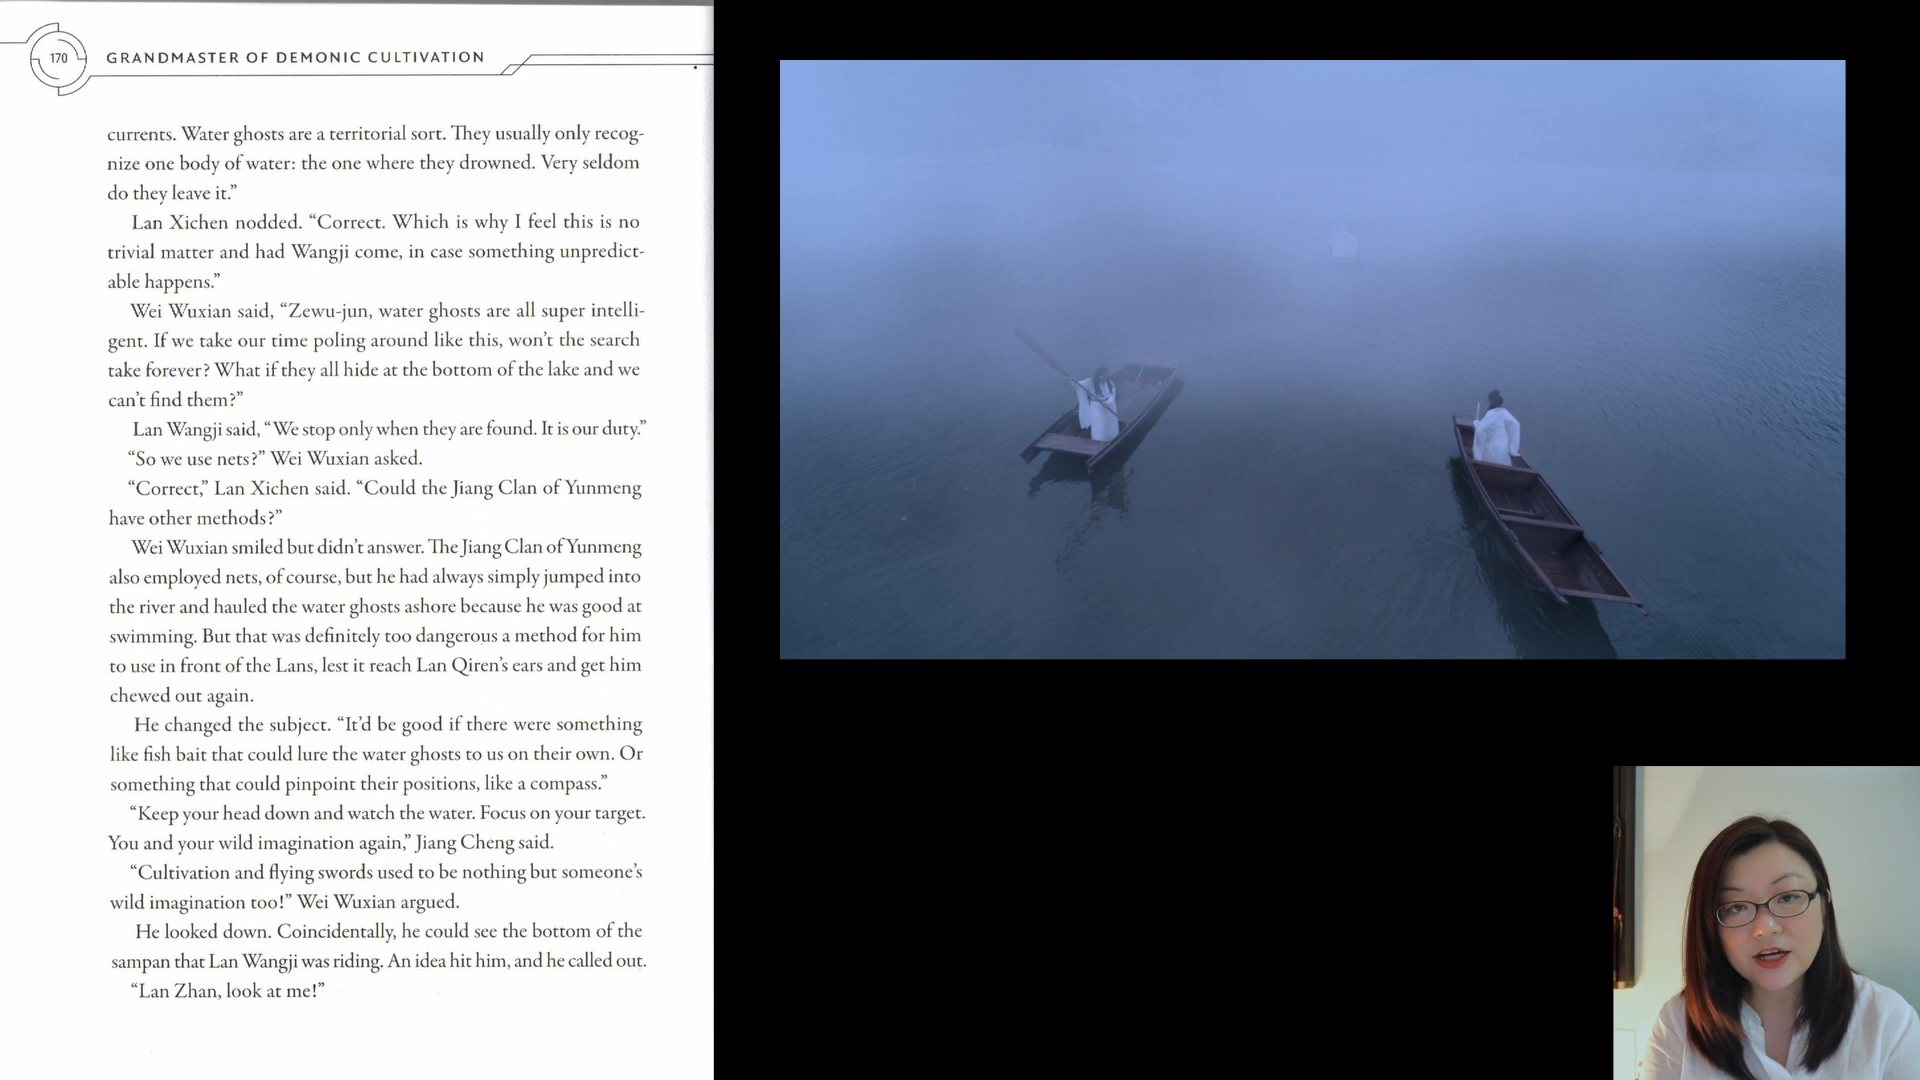 170
GRANDMASTER OF DEMONIC CULTIVATION
currents. Water ghosts are a territorial sort. They usually only recog-
nize one body of water: the one where they drowned. Very seldom
do they leave it.”
Lan Xichen nodded. “Correct. Which is why I feel this is no
trivial matter and had Wangji come, in case something unpredict-
able happens.”
Wei Wuxian said, “Zewu-jun, water ghosts are all super intelli-
gent. If we take our time poling around like this, won’t the search
take forever? What if they all hide at the bottom of the lake and we
can’t find them?”
Lan Wangji said, “We stop only when they are found. It is our duty.”
“So we use nets?” Wei Wuxian asked.
“Correct,” Lan Xichen said. “Could the Jiang Clan of Yunmeng
have other methods?”
Wei Wuxian smiled but didn’t answer. The Jiang Clan of Yunmeng
also employed nets, of course, but he had always simply jumped into
the river and hauled the water ghosts ashore because he was good at
swimming. But that was definitely too dangerous a method for him
to use in front of the Lans, lest it reach Lan Qiren’s ears and get him
chewed out again.
He changed the subject. “It’d be good if there were something
like fish bait that could lure the water ghosts to us on their own. Or
something that could pinpoint their positions, like a compass.”
“Keep your head down and watch the water. Focus on your target.
You and your wild imagination again,” Jiang Cheng said.
“Cultivation and flying swords used to be nothing but someone’s
wild imagination too!” Wei Wuxian argued.
He looked down. Coincidentally, he could see the bottom of the
sampan that Lan Wangji was riding. An idea hit him, and he called out.
“Lan Zhan, look at me!”